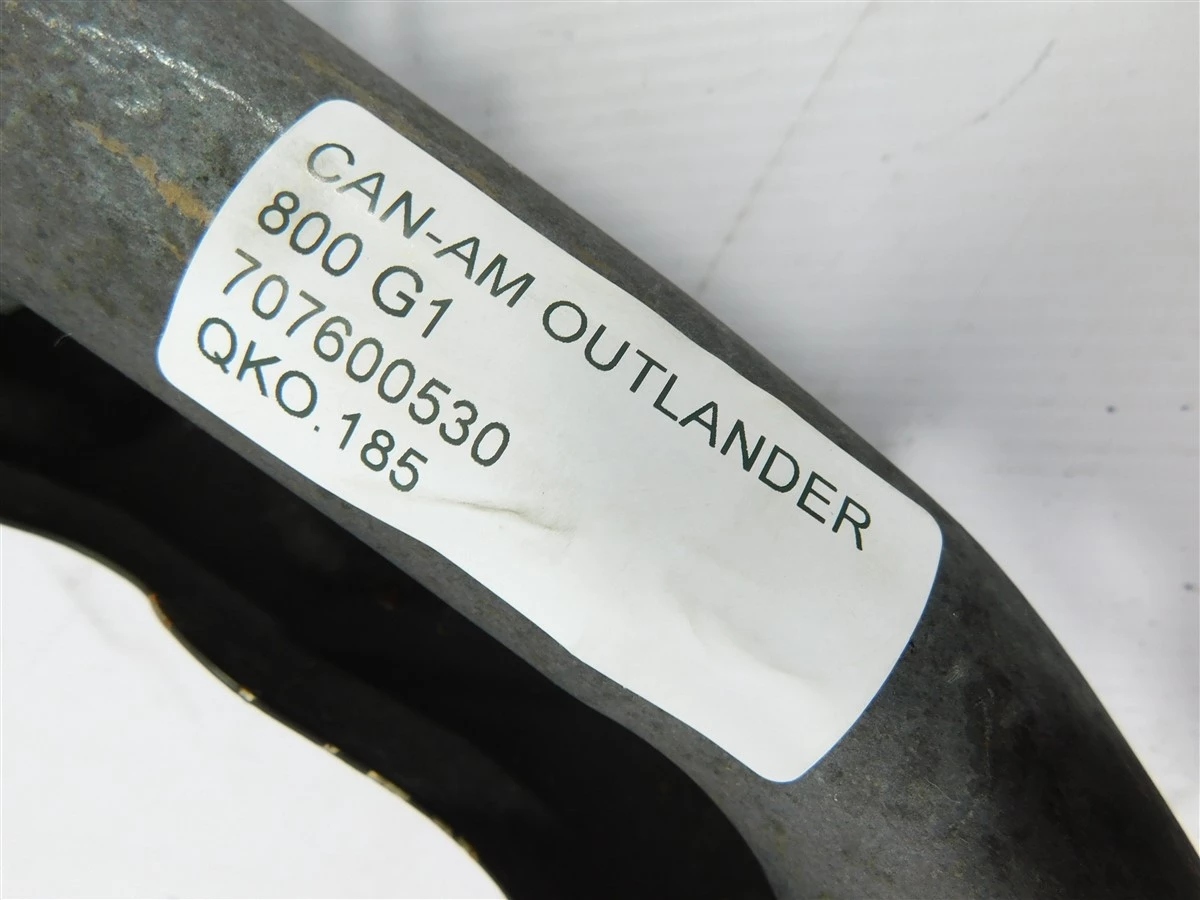 CAN-AM OUTLANDER
800 G1
707600530
QKO.185